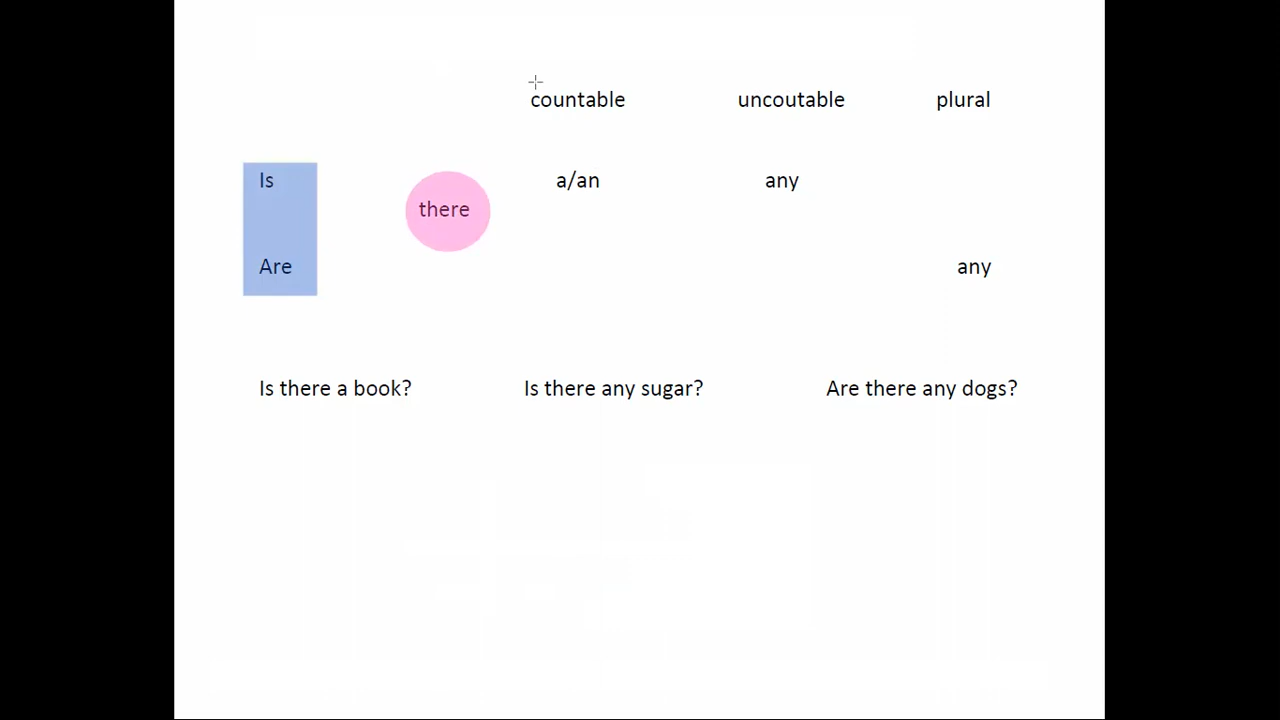 countable uncoutable plural
Is a/an any
there
Are any
Is there a book? Is there any sugar? Are there any dogs?